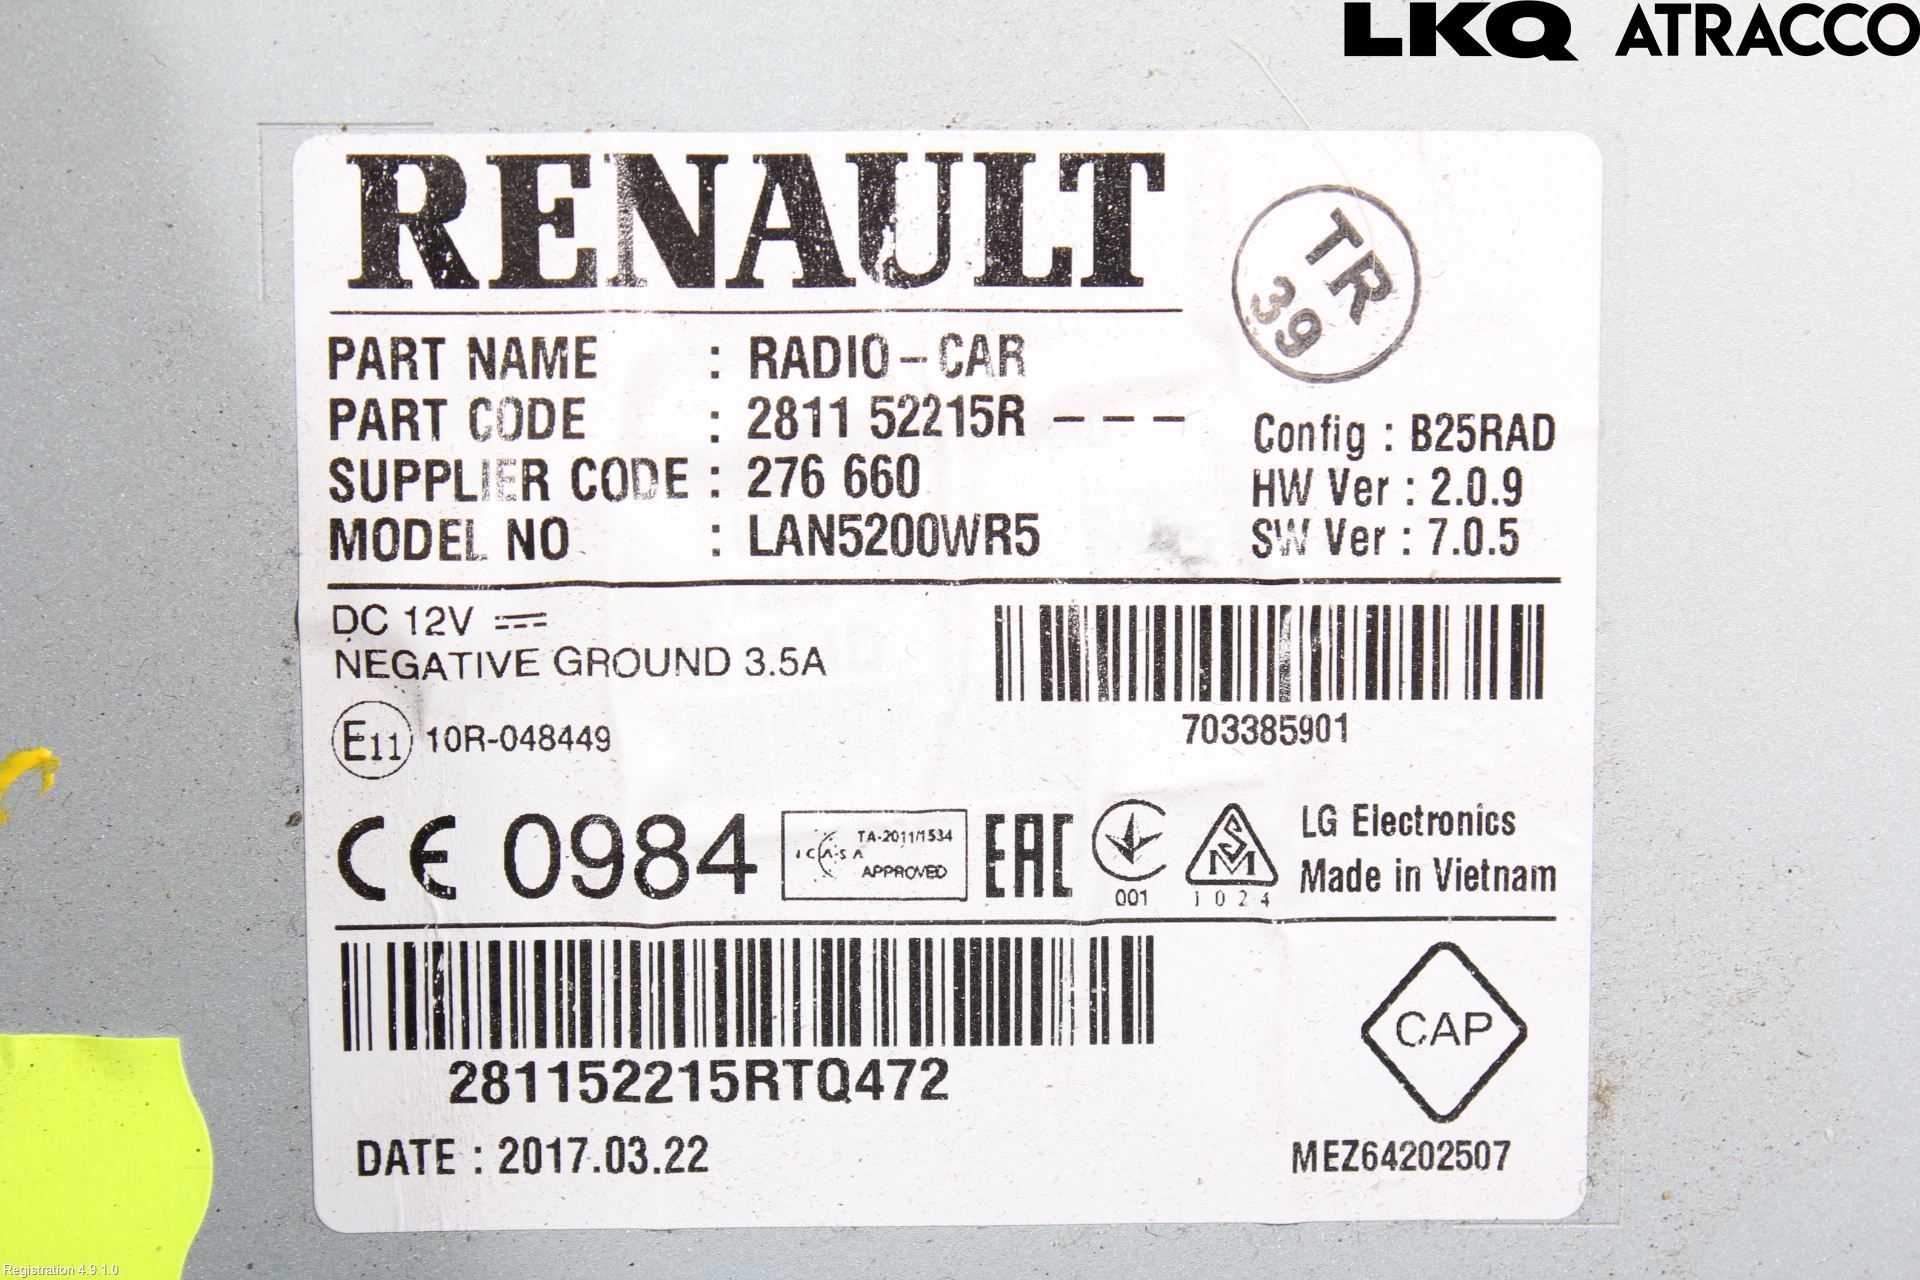 LKQ ATRACCO
RENAULT
TR
39
PART NAME : RADIO-CAR
PART CODE : 2811 52215R ---
SUPPLIER CODE : 276 660
MODEL NO : LAN5200WR5
Config : B25RAD
HW Ver : 2.0.9
SW Ver : 7.0.5
DC 12V
NEGATIVE GROUND 3.5A
703385901
E11 10R-048449
CE 0984
TA-2011/1534
ICASA
APPROVED
EAC
001
SM
1024
LG Electronics
Made in Vietnam
281152215RTQ472
CAP
DATE : 2017.03.22
MEZ64202507
Registration 4.9.1.0